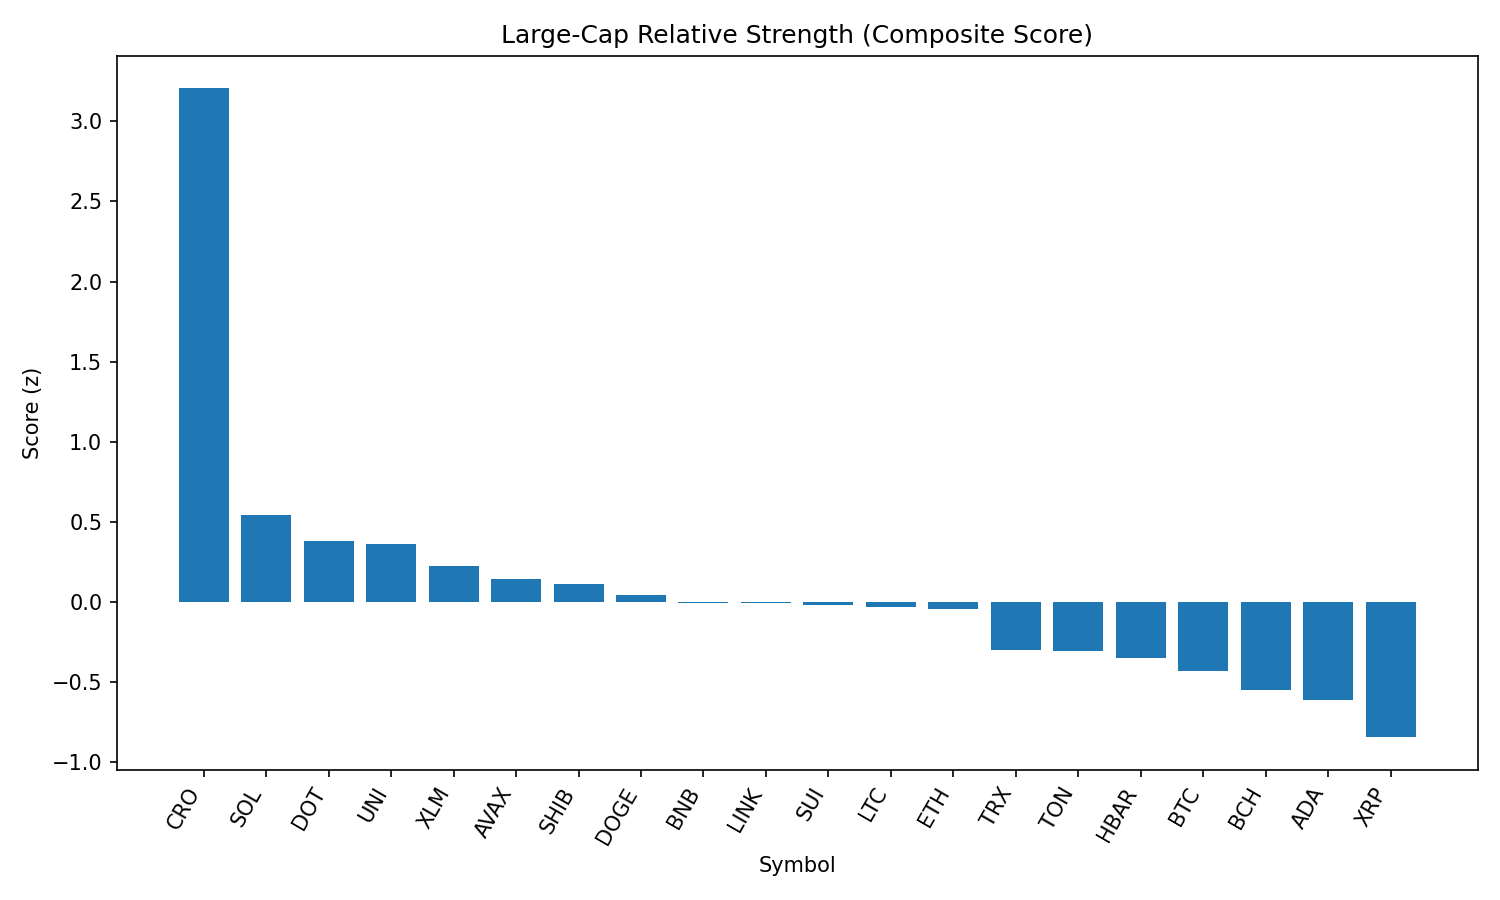 Large-Cap Relative Strength (Composite Score)
3.0
2.5
2.0
1.5
1.0
0.5
0.0
−0.5
−1.0
Score (z)
CRO
SOL
DOT
UNI
XLM
AVAX
SHIB
DOGE
BNB
LINK
SUI
LTC
ETH
TRX
TON
HBAR
BTC
BCH
ADA
XRP
Symbol